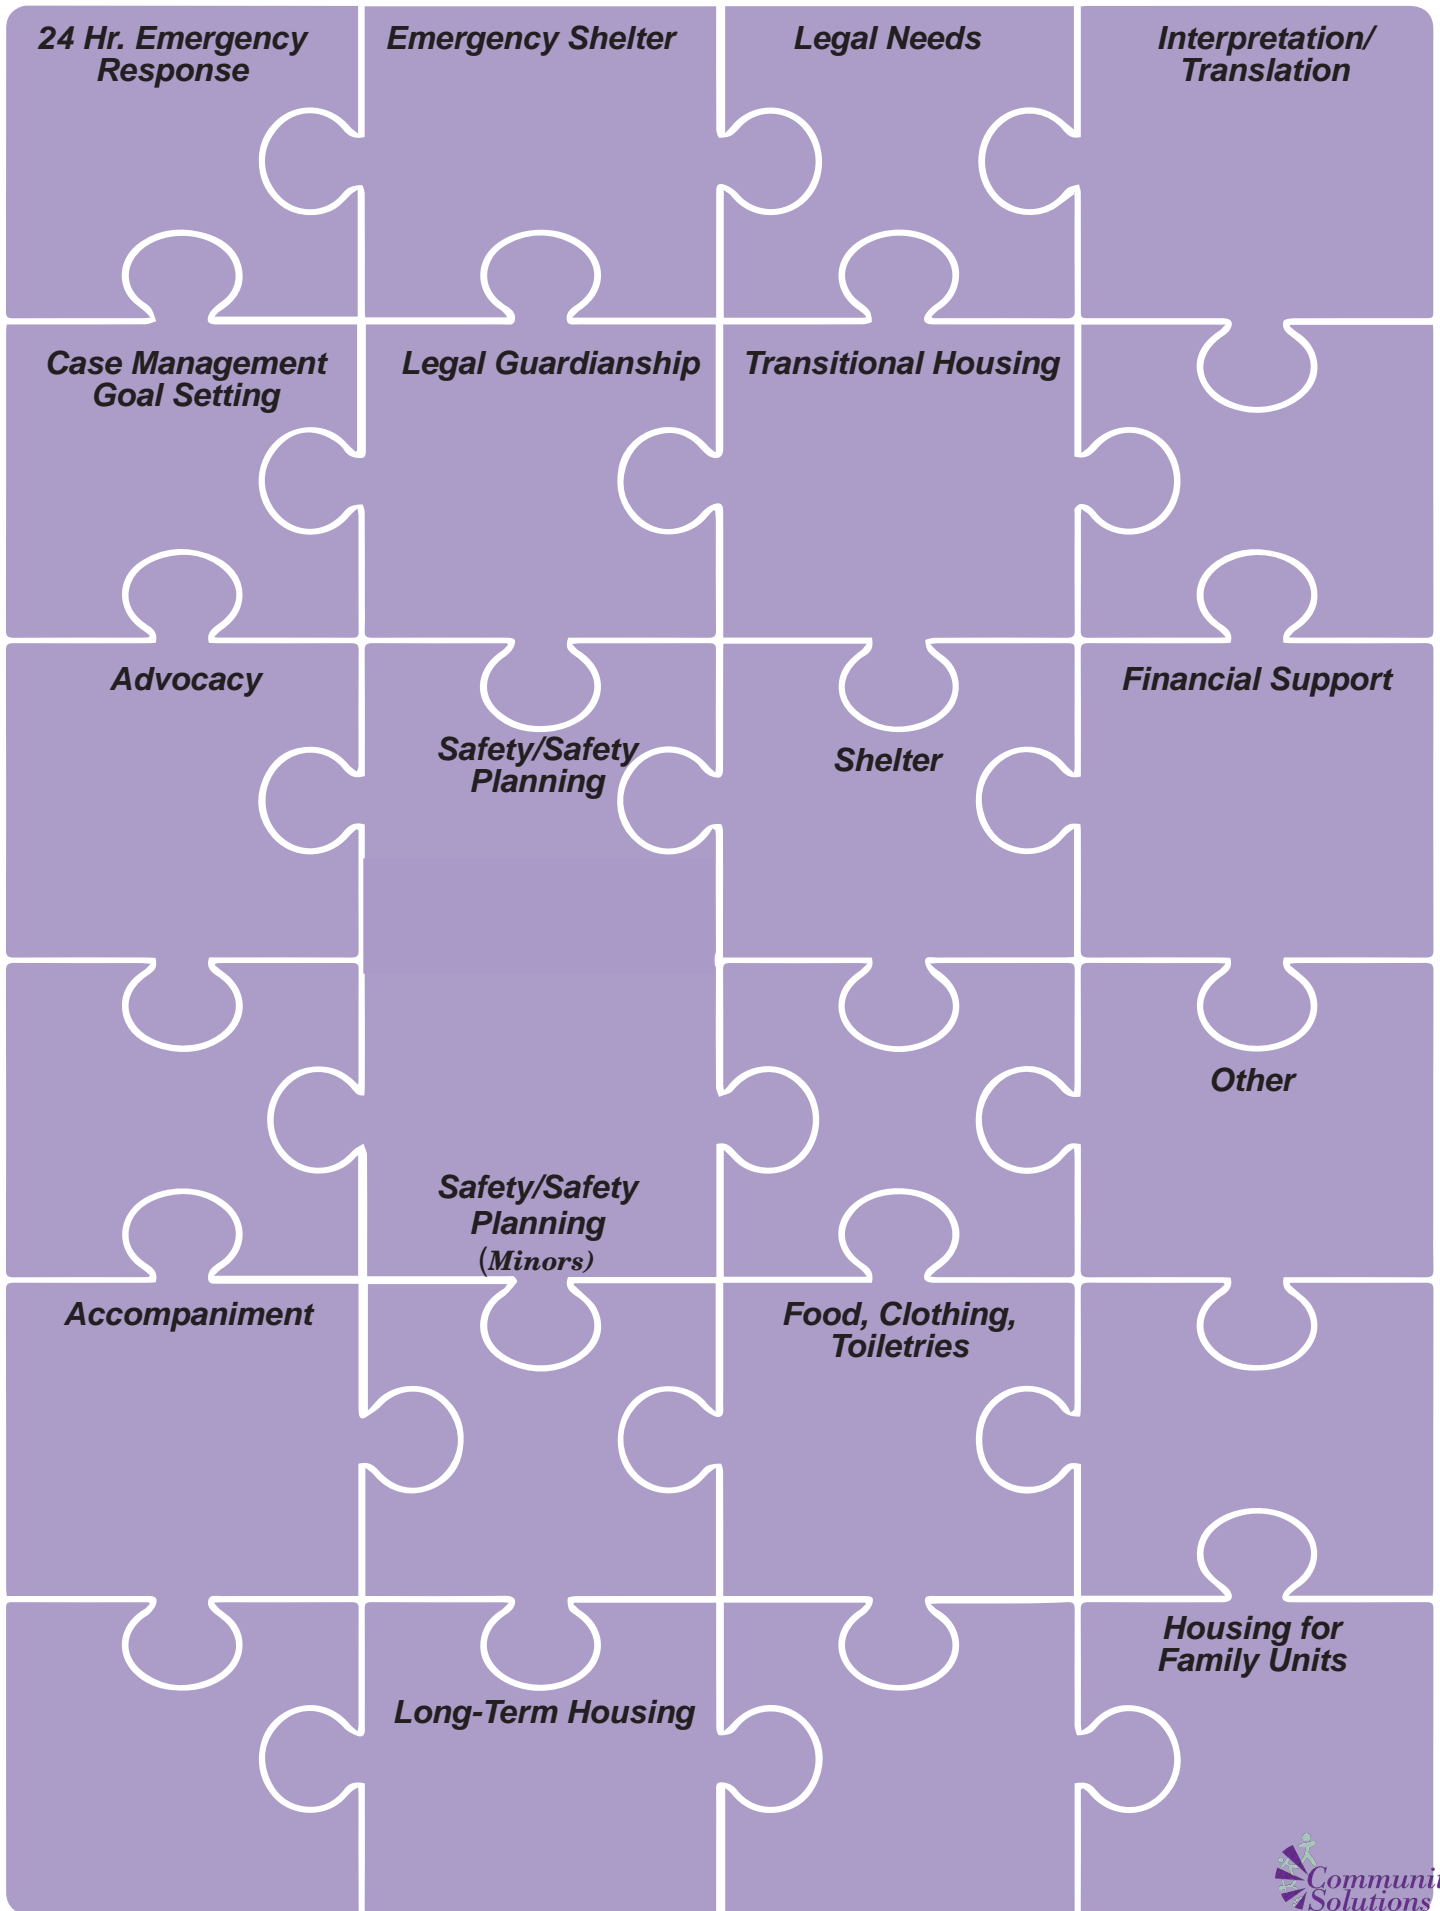 24 Hr. Emergency
Response
Emergency Shelter
Legal Needs
Interpretation/
Translation
Case Management
Goal Setting
Legal Guardianship
Transitional Housing
Advocacy
Safety/Safety
Planning
Shelter
Financial Support
Other
Safety/Safety
Planning
(Minors)
Accompaniment
Food, Clothing,
Toiletries
Long-Term Housing
Housing for
Family Units
Communit
Solutions